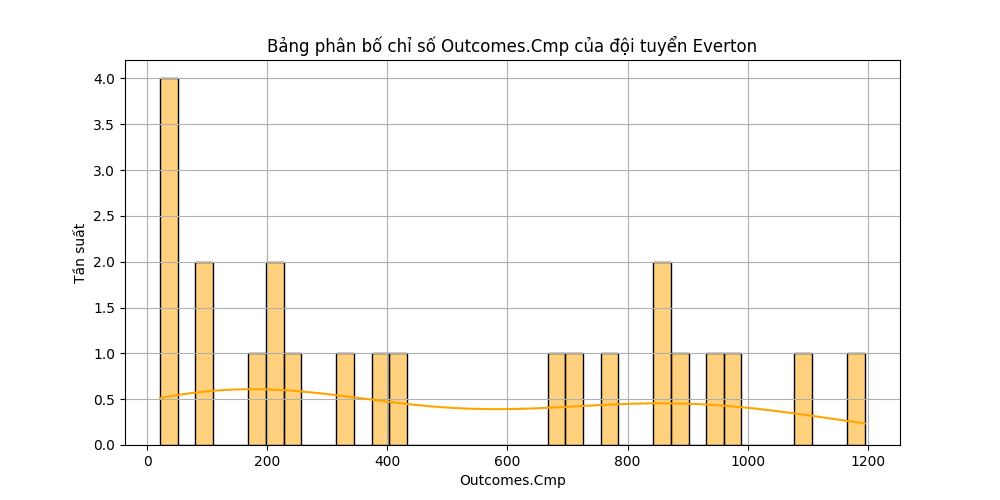 Bảng phân bố chỉ số Outcomes.Cmp của đội tuyển Everton
4.0
3.5
3.0
2.5
2.0
1.5
1.0
0.5
0.0
Tần suất
0 200 400 600 800 1000 1200
Outcomes.Cmp